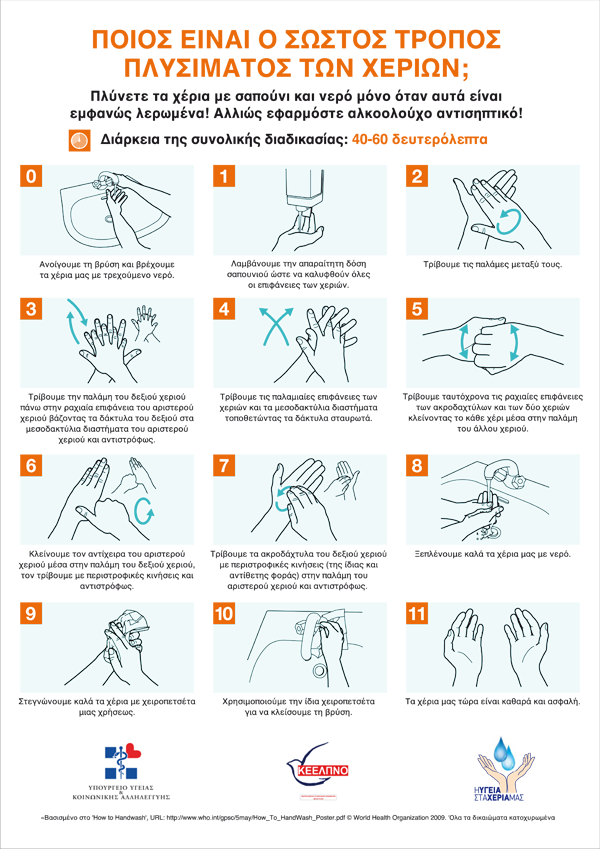 ΠΟΙΟΣ ΕΙΝΑΙ Ο ΣΩΣΤΟΣ ΤΡΟΠΟΣ
ΠΛΥΣΙΜΑΤΟΣ ΤΩΝ ΧΕΡΙΩΝ;
Πλύνετε τα χέρια με σαπούνι και νερό μόνο όταν αυτά είναι
εμφανώς λερωμένα! Αλλιώς εφαρμόστε αλκοολούχο αντισηπτικό!
Διάρκεια της συνολικής διαδικασίας: 40-60 δευτερόλεπτα
0
Ανοίγουμε τη βρύση και βρέχουμε
τα χέρια μας με τρεχούμενο νερό.
1
Λαμβάνουμε την απαραίτητη δόση
σαπουνιού ώστε να καλυφθούν όλες
οι επιφάνειες των χεριών.
2
Τρίβουμε τις παλάμες μεταξύ τους.
3
Τρίβουμε την παλάμη του δεξιού χεριού
πάνω στην ραχιαία επιφάνεια του αριστερού
χεριού βάζοντας τα δάκτυλα του δεξιού στα
μεσοδακτύλια διαστήματα του αριστερού
χεριού και αντιστρόφως.
4
Τρίβουμε τις παλαμιαίες επιφάνειες των
χεριών και τα μεσοδακτύλια διαστήματα
τοποθετώντας τα δάκτυλα σταυρωτά.
5
Τρίβουμε ταυτόχρονα τις ραχιαίες επιφάνειες
των ακροδαχτύλων και των δύο χεριών
κλείνοντας το κάθε χέρι μέσα στην παλάμη
του άλλου χεριού.
6
Κλείνουμε τον αντίχειρα του αριστερού
χεριού μέσα στην παλάμη του δεξιού χεριού,
τον τρίβουμε με περιστροφικές κινήσεις και
αντιστρόφως.
7
Τρίβουμε τα ακροδάχτυλα του δεξιού χεριού
με περιστροφικές κινήσεις (της ίδιας και
αντίθετης φοράς) στην παλάμη του
αριστερού χεριού και αντιστρόφως.
8
Ξεπλένουμε καλά τα χέρια μας με νερό.
9
Στεγνώνουμε καλά τα χέρια με χειροπετσέτα
μιας χρήσεως.
10
Χρησιμοποιούμε την ίδια χειροπετσέτα
για να κλείσουμε τη βρύση.
11
Τα χέρια μας τώρα είναι καθαρά και ασφαλή.
ΥΠΟΥΡΓΕΙΟ ΥΓΕΙΑΣ
&
ΚΟΙΝΩΝΙΚΗΣ ΑΛΛΗΛΕΓΓΥΗΣ
ΚΕΕΛΠΝΟ
ΗΥΓΕΙΑ
ΣΤΑΧΕΡΙΑΜΑΣ
«Βασισμένο στο 'How to Handwash', URL: http://www.who.int/gpso/5may/How_To_HandWash_Poster.pdf © World Health Organization 2009. 'Ολα τα δικαιώματα κατοχυρωμένα